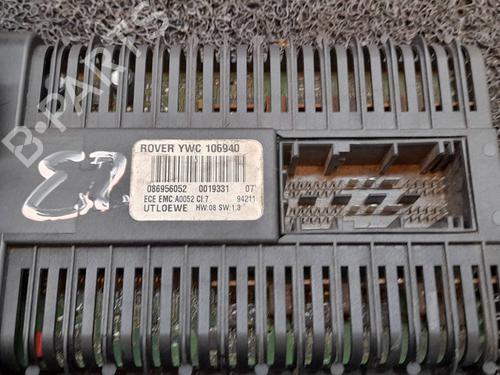 B-PARTS
ROVER YWC 106940
086956052 0019331 07
ECE EMC:A0052 CI:7 94211
UTLOEWE HW:08 SW:1.3